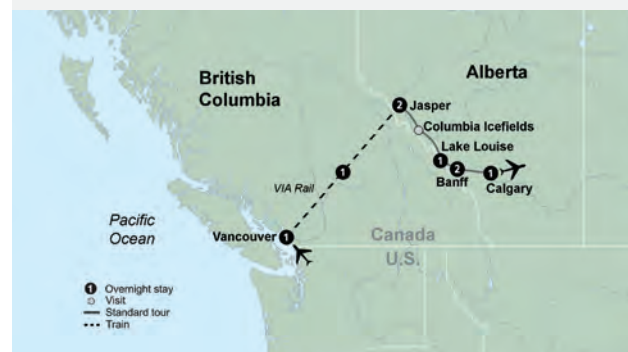 British
Columbia
Alberta
2 Jasper
Columbia Icefields
Lake Louise
1
2
Banff
1
Calgary
1
VIA Rail
Pacific
Ocean
Vancouver 1
Canada
U.S.
1 Overnight stay
Visit
Standard tour
Train